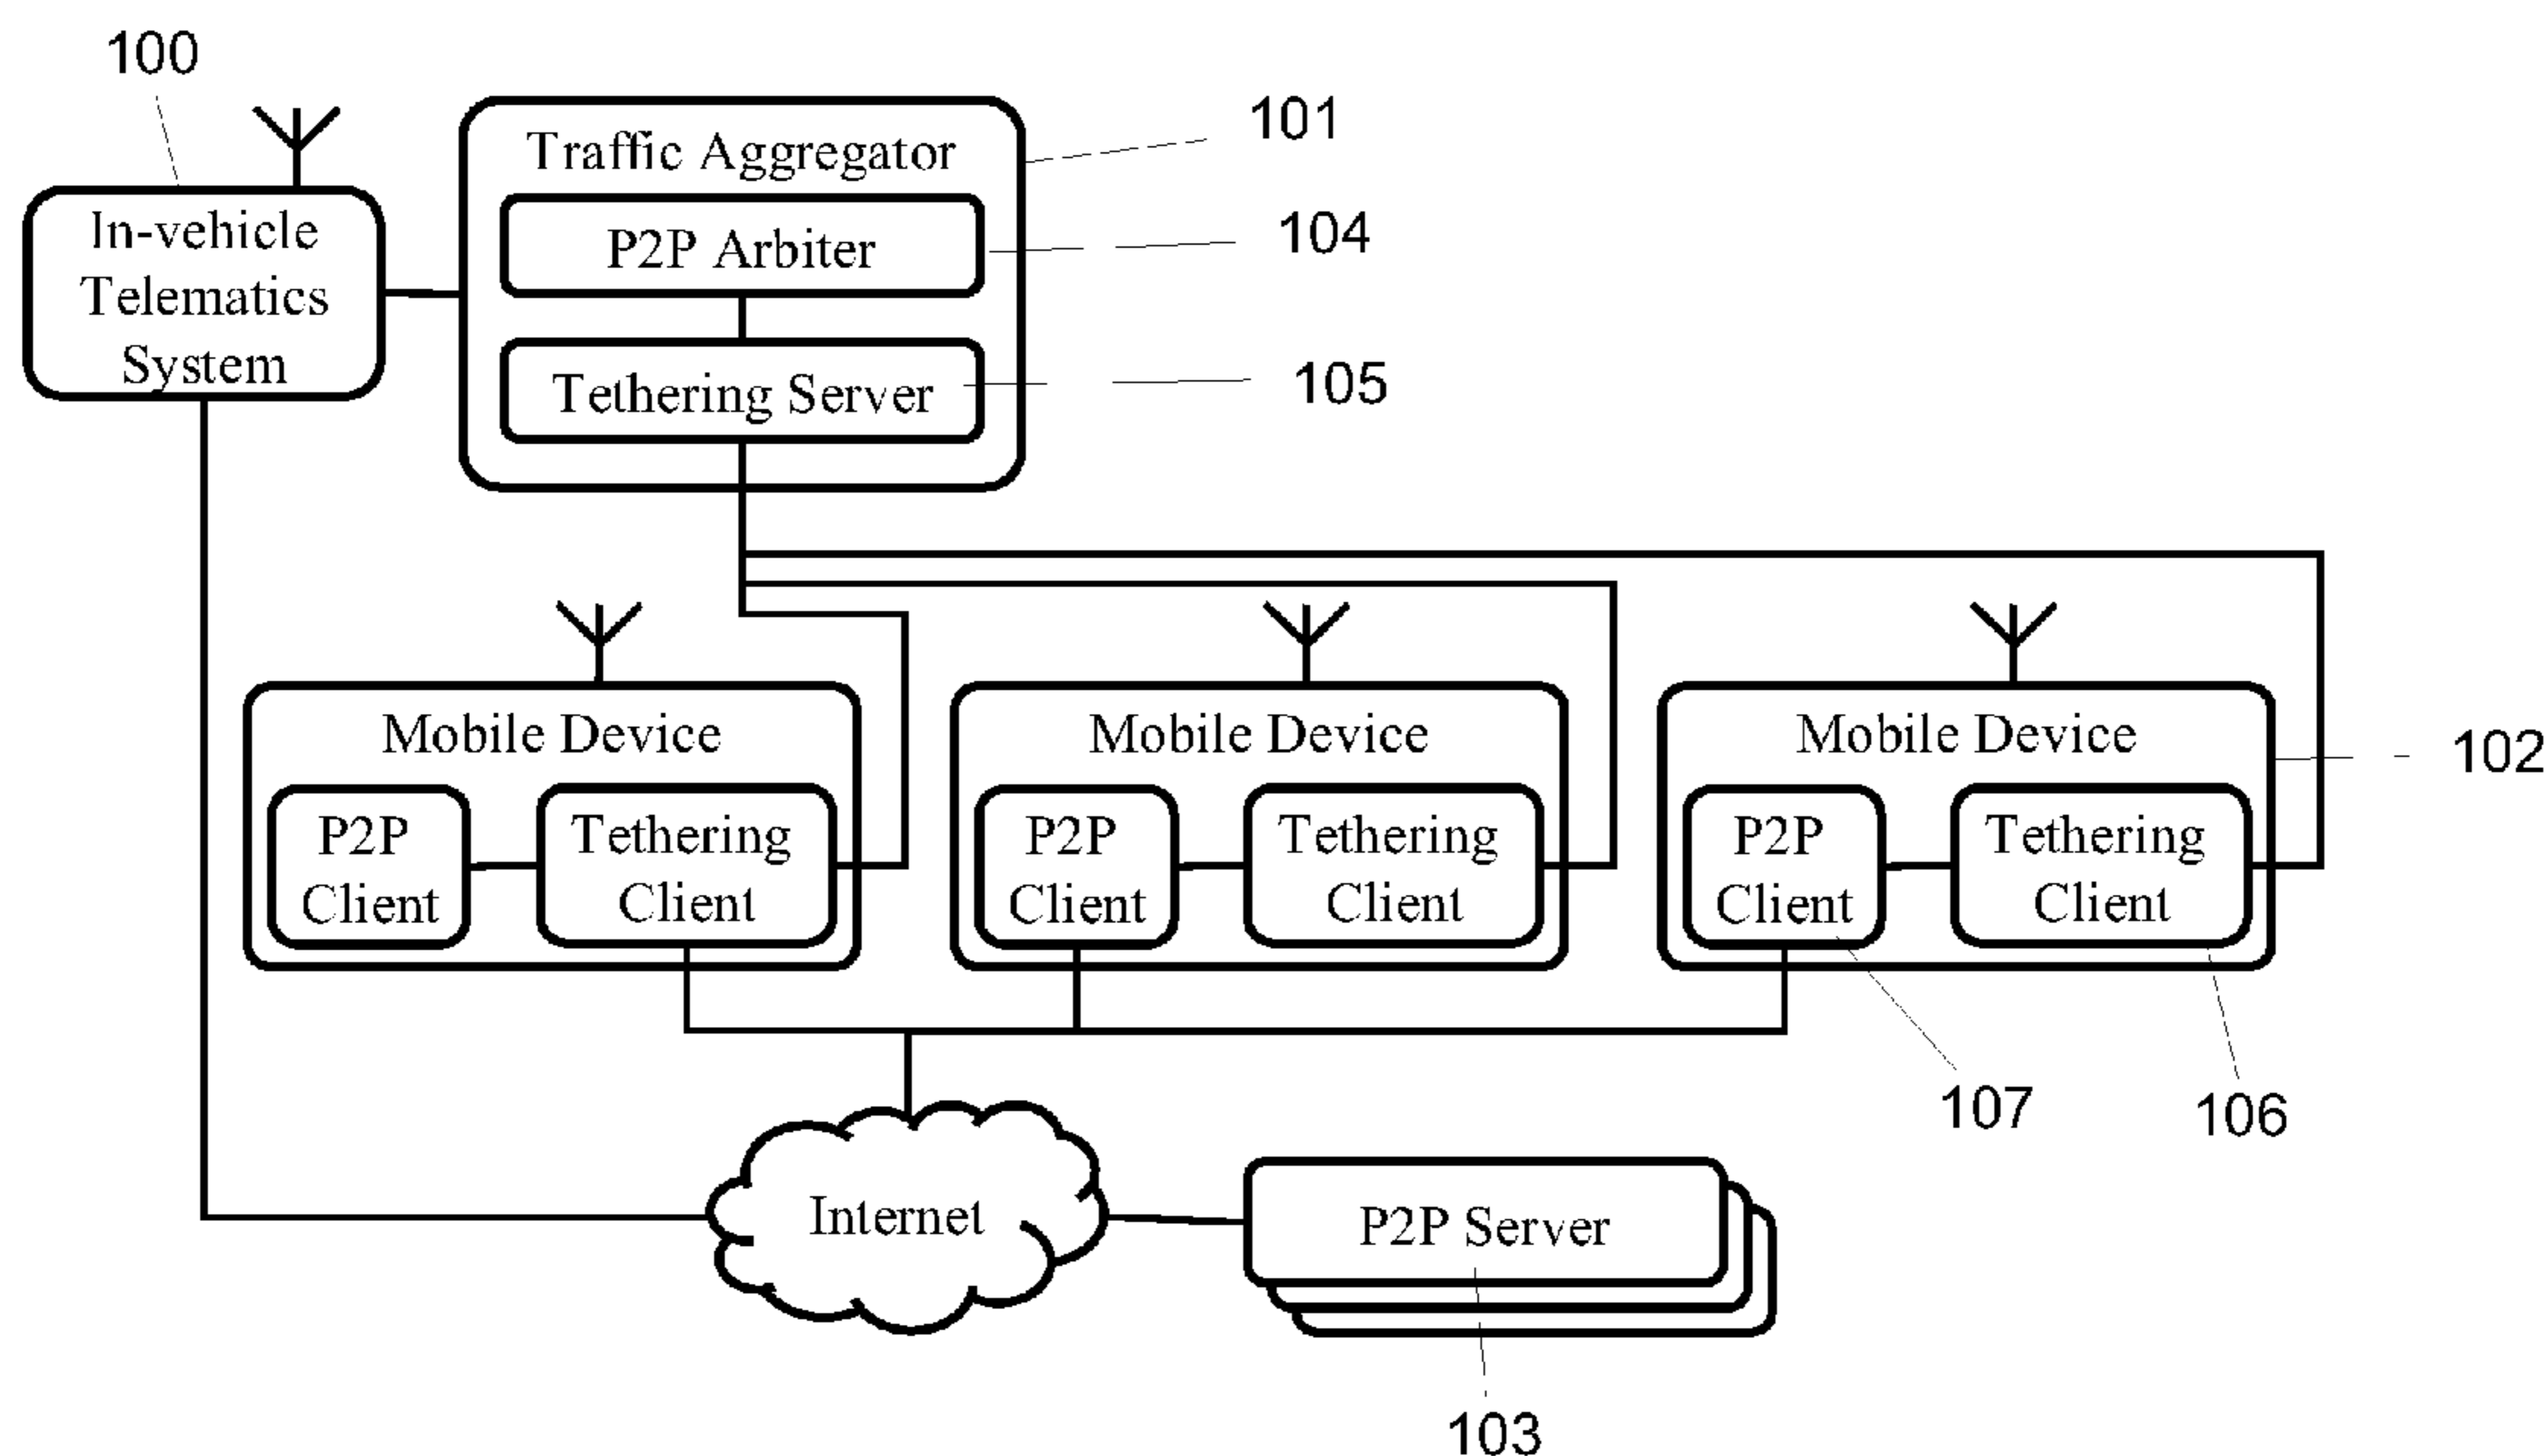 100
101
Traffic Aggregator
In-vehicle
Telematics
System
P2P Arbiter
104
Tethering Server
105
Mobile Device
Mobile Device
Mobile Device
102
P2P
Client
Tethering
Client
P2P
Client
Tethering
Client
P2P
Client
Tethering
Client
107
106
Internet
P2P Server
103